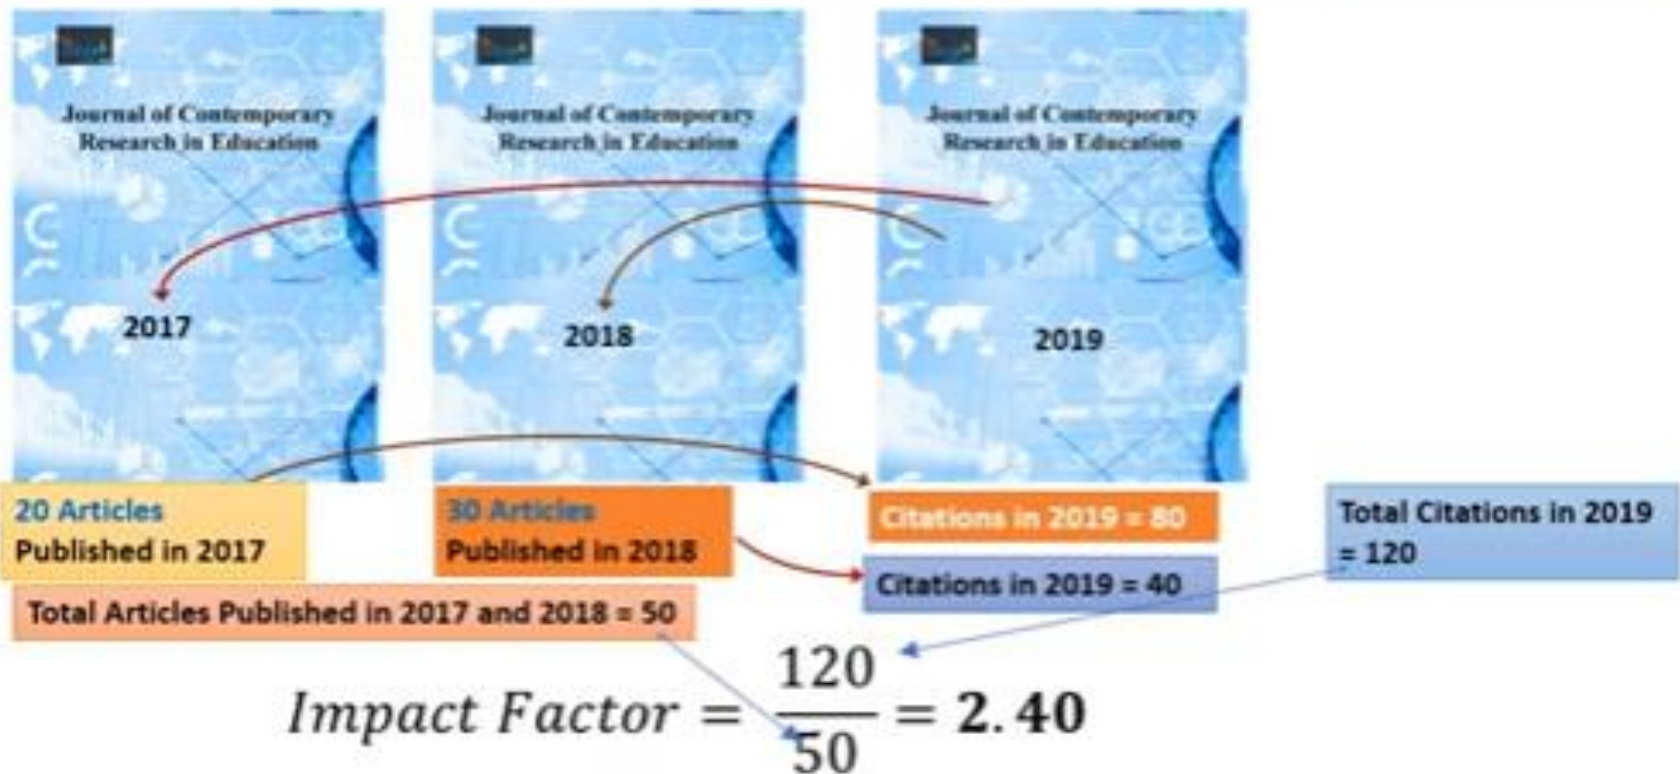 Journal of Contemporary
Research in Education
Journal of Contemporary
Research in Education
Journal of Contemporary
Research in Education
2017
2018
2019
20 Articles
Published in 2017
30 Articles
Published in 2018
Citations in 2019 = 80
Citations in 2019 = 40
Total Citations in 2019
= 120
Total Articles Published in 2017 and 2018 = 50
Impact Factor = 120/50 = 2.40